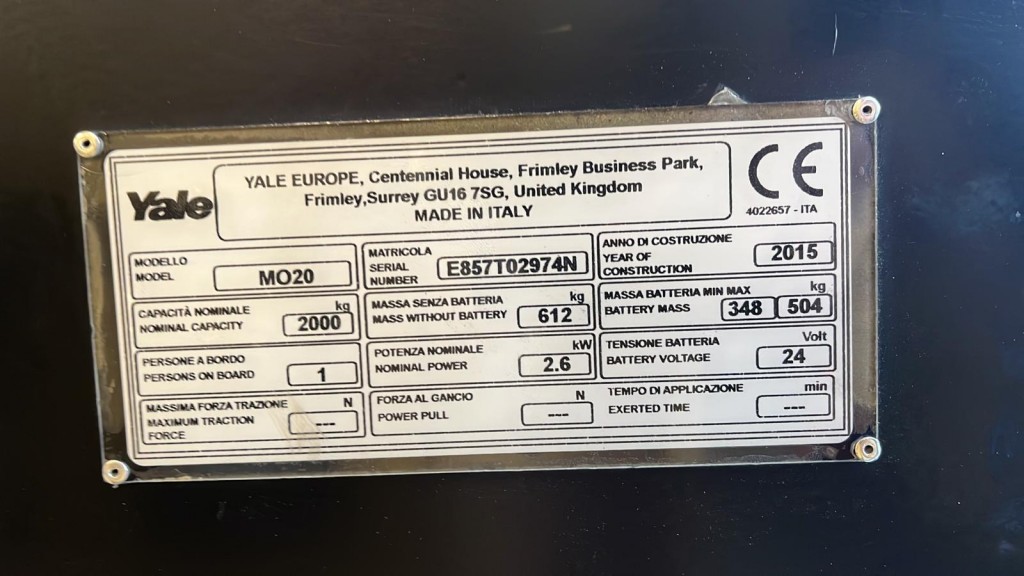 Yale
YALE EUROPE, Centennial House, Frimley Business Park,
Frimley,Surrey GU16 7SG, United Kingdom
MADE IN ITALY
CE
4022657 - ITA
MODELLO
MODEL
MO20
MATRICOLA
SERIAL
NUMBER
E857T02974N
ANNO DI COSTRUZIONE
YEAR OF
CONSTRUCTION
2015
CAPACITÀ NOMINALE
NOMINAL CAPACITY
kg
2000
MASSA SENZA BATTERIA
MASS WITHOUT BATTERY
kg
612
MASSA BATTERIA MIN MAX
BATTERY MASS
kg
348 504
PERSONE A BORDO
PERSONS ON BOARD
1
POTENZA NOMINALE
NOMINAL POWER
kW
2.6
TENSIONE BATTERIA
BATTERY VOLTAGE
Volt
24
MASSIMA FORZA TRAZIONE
MAXIMUM TRACTION
FORCE
N
---
FORZA AL GANCIO
POWER PULL
N
---
TEMPO DI APPLICAZIONE
EXERTED TIME
min
---